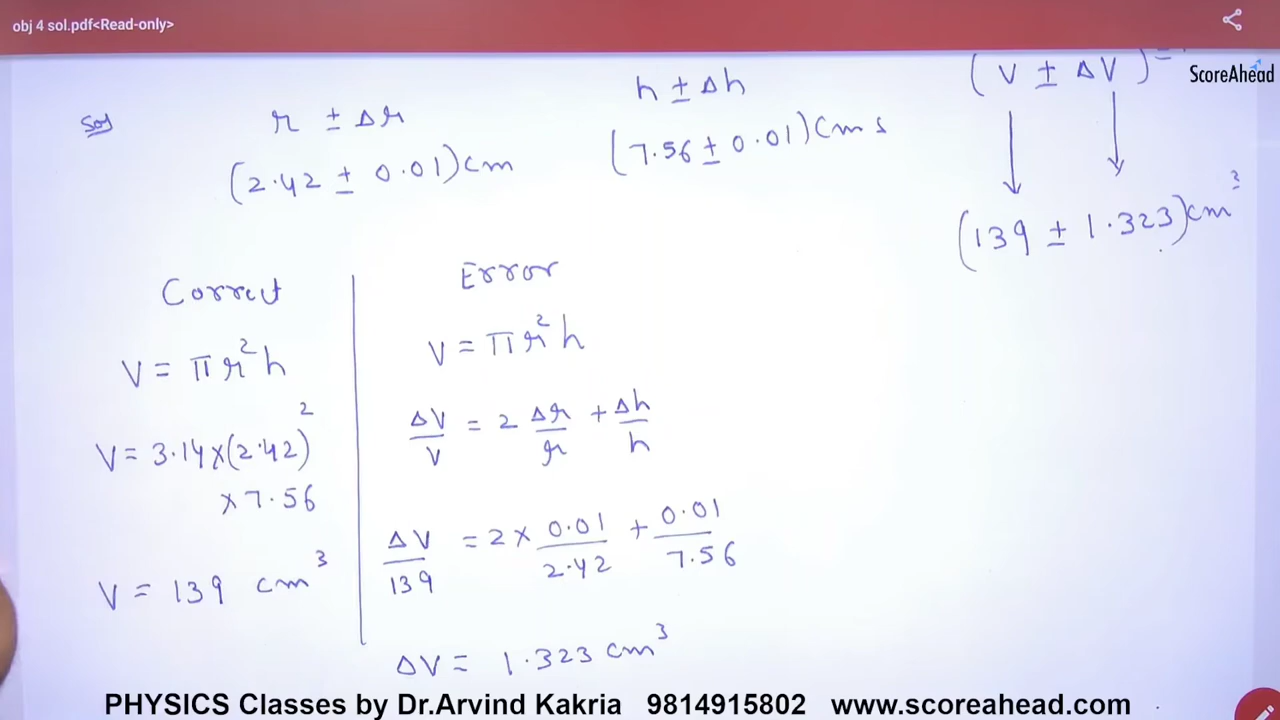 obj 4 sol.pdf<Read-only>
ScoreAhead
(V ± ΔV) =
h ± Δh
Sol r ± Δr
(2.42 ± 0.01) cm
(7.56 ± 0.01) Cms
(139 ± 1.323) cm³
Correct
V = πr²h
V = 3.14×(2.42)²
×7.56
V = 139 cm³
Error
V = πr²h
ΔV/V = 2 Δr/r + Δh/h
ΔV/139 = 2 × 0.01/2.42 + 0.01/7.56
ΔV = 1.323 cm³
PHYSICS Classes by Dr.Arvind Kakria 9814915802 www.scoreahead.com